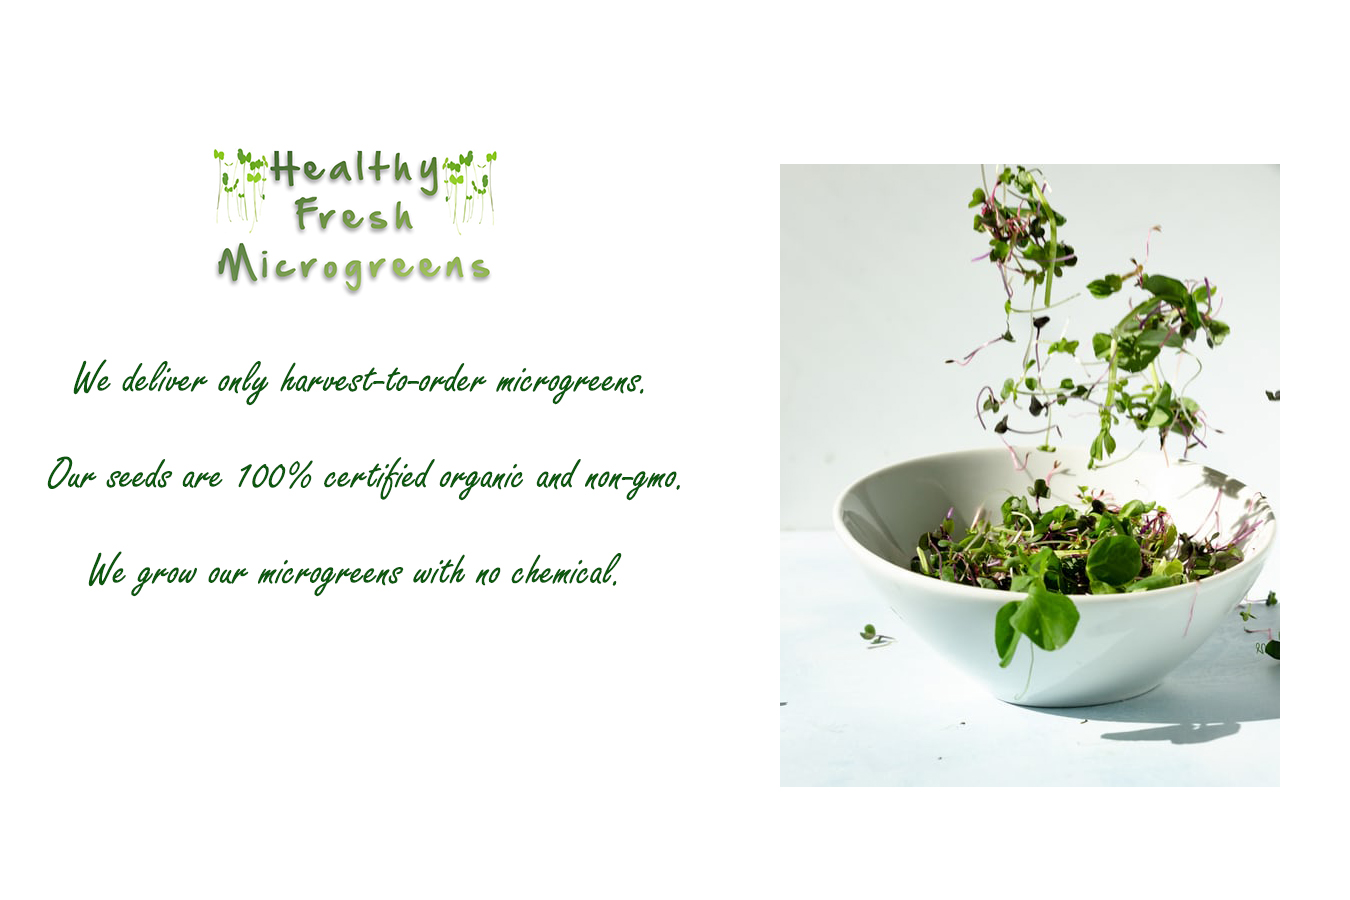 Healthy
Fresh
Microgreens
We deliver only harvest-to-order microgreens.
Our seeds are 100% certified organic and non-gmo.
We grow our microgreens with no chemical.